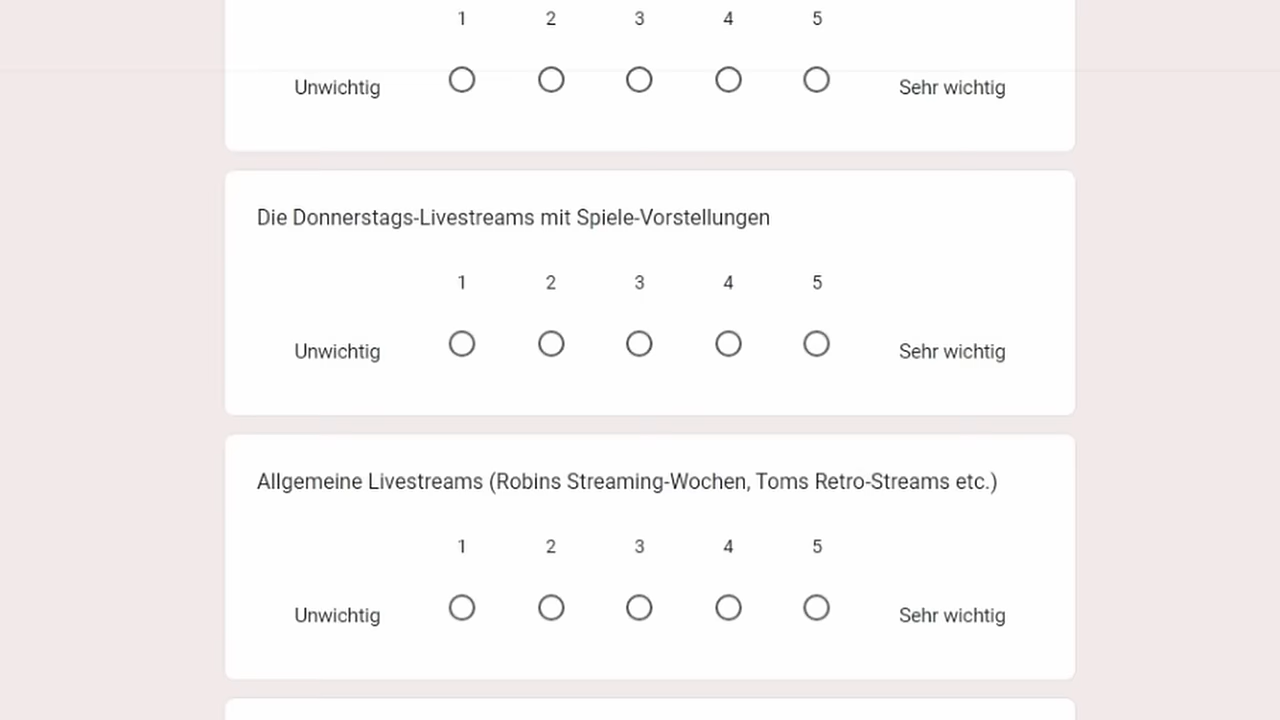 1 2 3 4 5
Unwichtig Sehr wichtig
Die Donnerstags-Livestreams mit Spiele-Vorstellungen
1 2 3 4 5
Unwichtig Sehr wichtig
Allgemeine Livestreams (Robins Streaming-Wochen, Toms Retro-Streams etc.)
1 2 3 4 5
Unwichtig Sehr wichtig